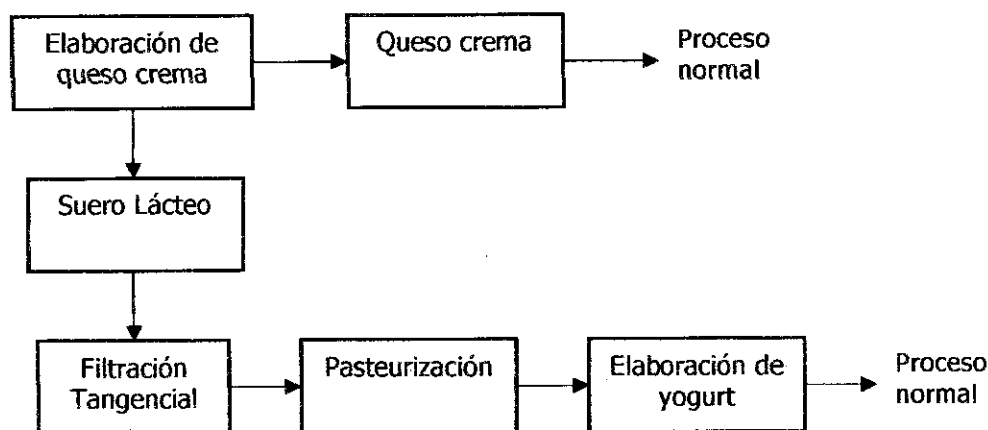 Elaboración de
queso crema
Queso crema
Proceso
normal
Suero Lácteo
Filtración
Tangencial
Pasteurización
Elaboración de
yogurt
Proceso
normal